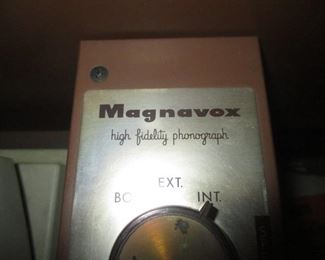 Magnavox
high fidelity phonograph
EXT.
INT.